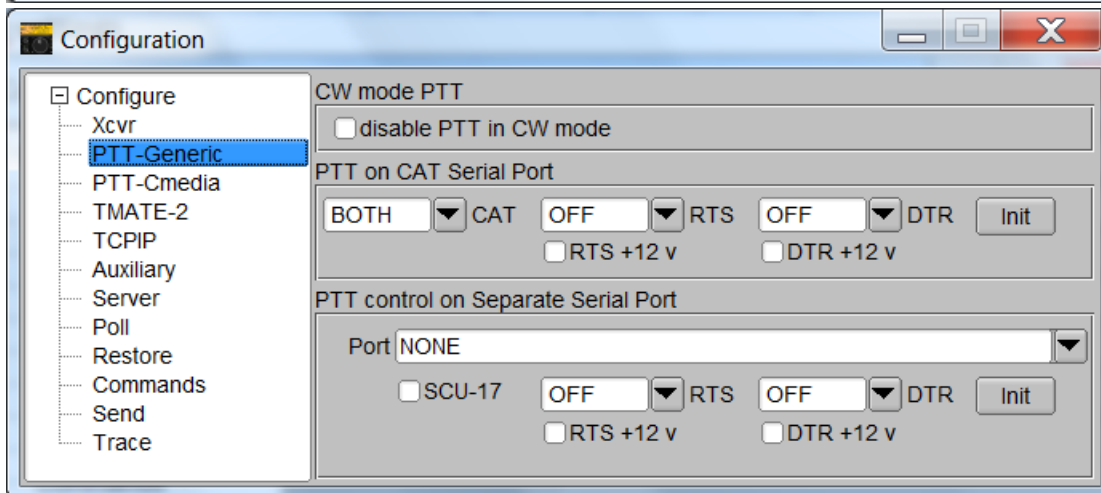 Configuration
Configure
Xcvr
PTT-Generic
PTT-Cmedia
TMATE-2
TCPIP
Auxiliary
Server
Poll
Restore
Commands
Send
Trace
CW mode PTT
disable PTT in CW mode
PTT on CAT Serial Port
BOTH CAT OFF RTS OFF DTR Init
RTS +12 v DTR +12 v
PTT control on Separate Serial Port
Port NONE
SCU-17 OFF RTS OFF DTR Init
RTS +12 v DTR +12 v